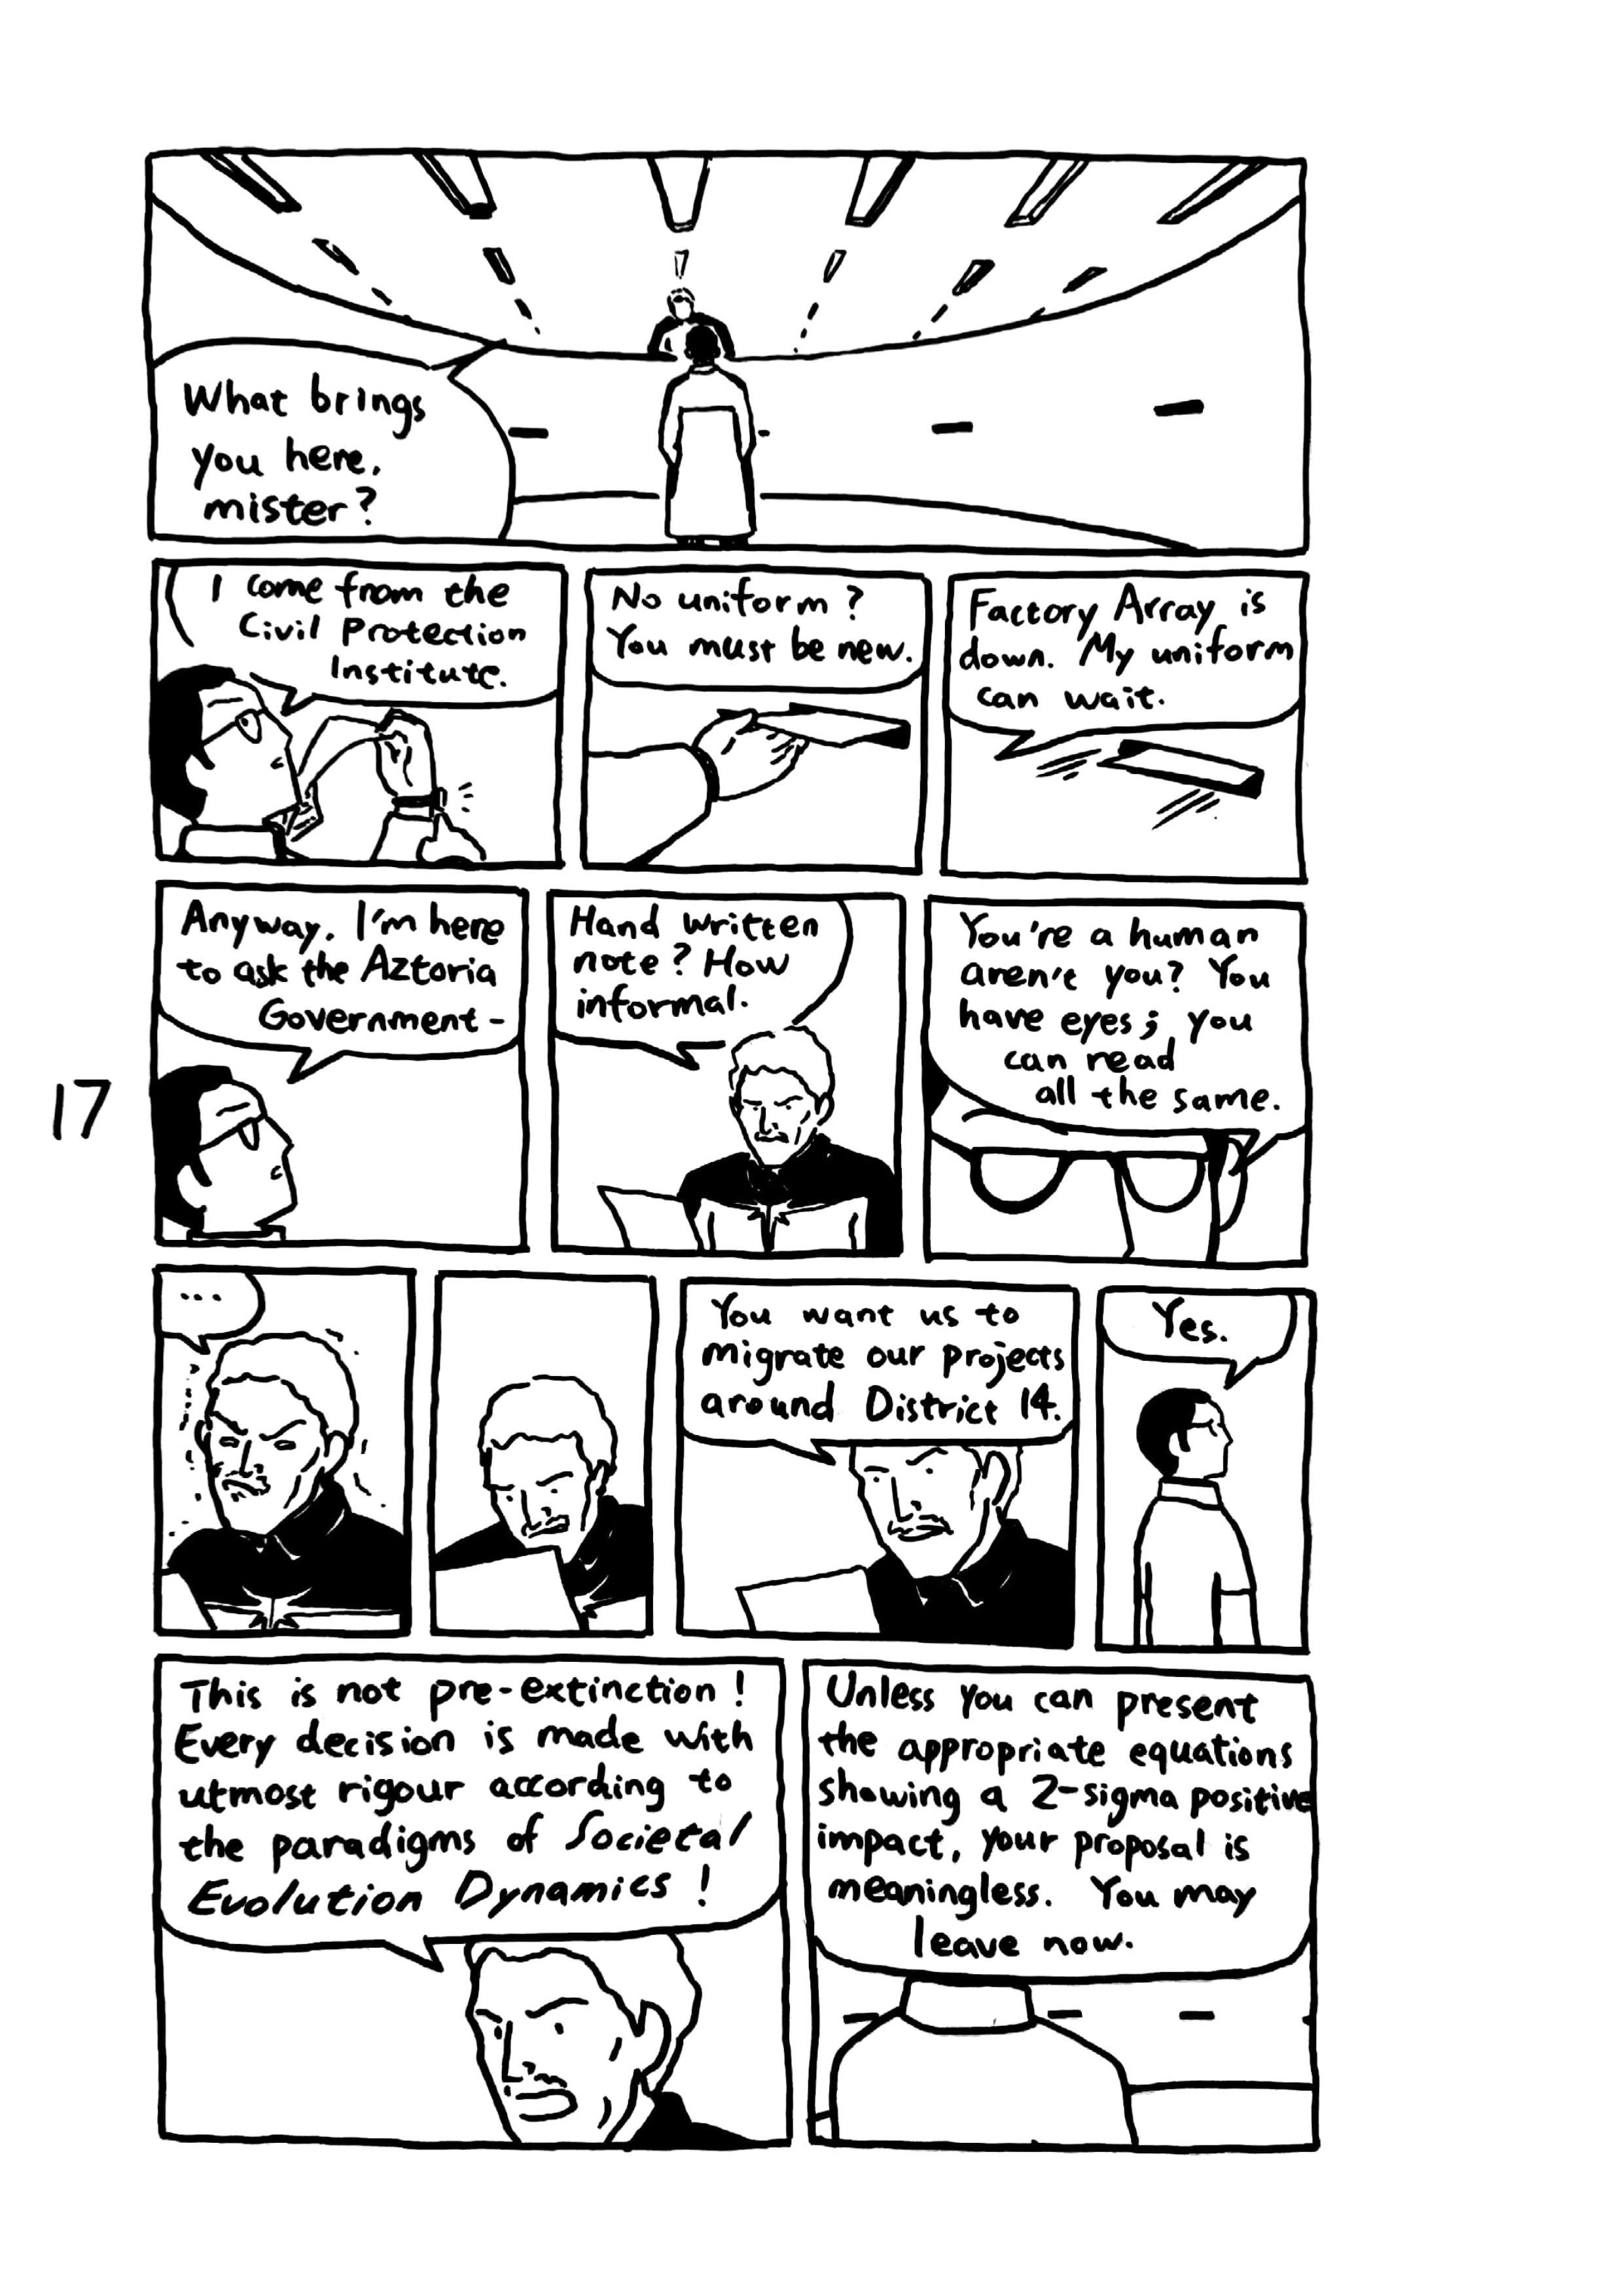 What brings
you here,
mister?
I come from the
Civil Protection
Institute.
No uniform?
You must be new.
Factory Array is
down. My uniform
can wait.
Anyway, I'm here
to ask the Aztoria
Government-
Hand written
note? How
informal.
You're a human
aren't you? You
have eyes; you
can read
all the same.
17
...
You want us to
migrate our projects
around District 14.
Yes.
This is not pre-extinction!
Every decision is made with
utmost rigour according to
the paradigms of Societal
Evolution Dynamics!
Unless you can present
the appropriate equations
showing a 2-sigma positive
impact, your proposal is
meaningless. You may
leave now.